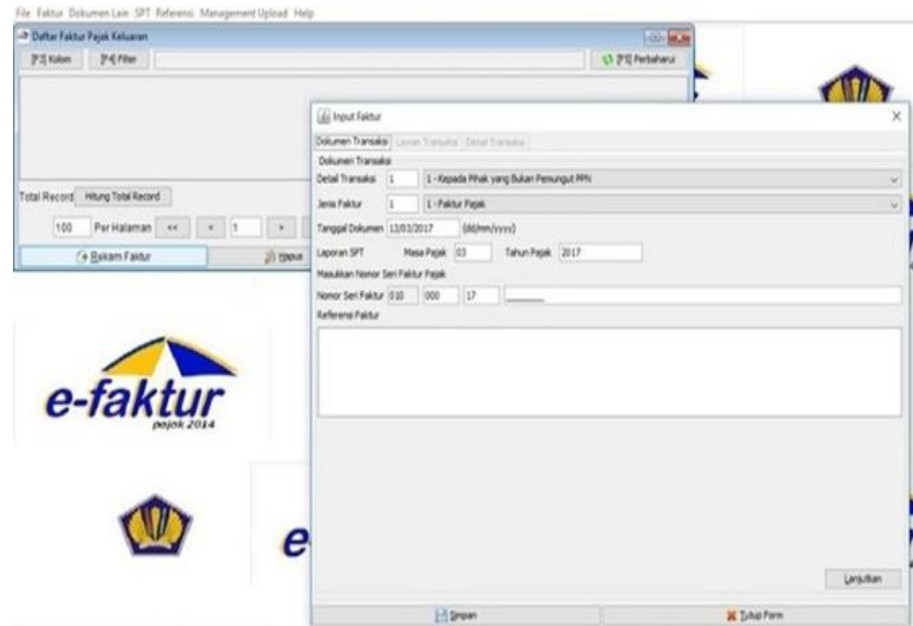 File Faktur Dokumen Lain SPT Referensi Management Upload Help
Daftar Faktur Pajak Keluaran
[F3] Kolom [F4] Filter [F5] Perbaharui
Total Record Hitung Total Record
100 Per Halaman << < 1 >
Rekam Faktur Hapus
Input Faktur X
Dokumen Transaksi Lawan Transaksi Detail Transaksi
Dokumen Transaksi
Detail Transaksi 1 1 - Kepada Pihak yang Bukan Pemungut PPN
Jenis Faktur 1 1 - Faktur Pajak
Tanggal Dokumen 13/03/2017 (dd/mm/yyyy)
Laporan SPT Masa Pajak 03 Tahun Pajak 2017
Masukkan Nomor Seri Faktur Pajak
Nomor Seri Faktur 010 000 17 ________
Referensi Faktur
Lanjutkan
Simpan Tutup Form
e-faktur
pajak 2014
e